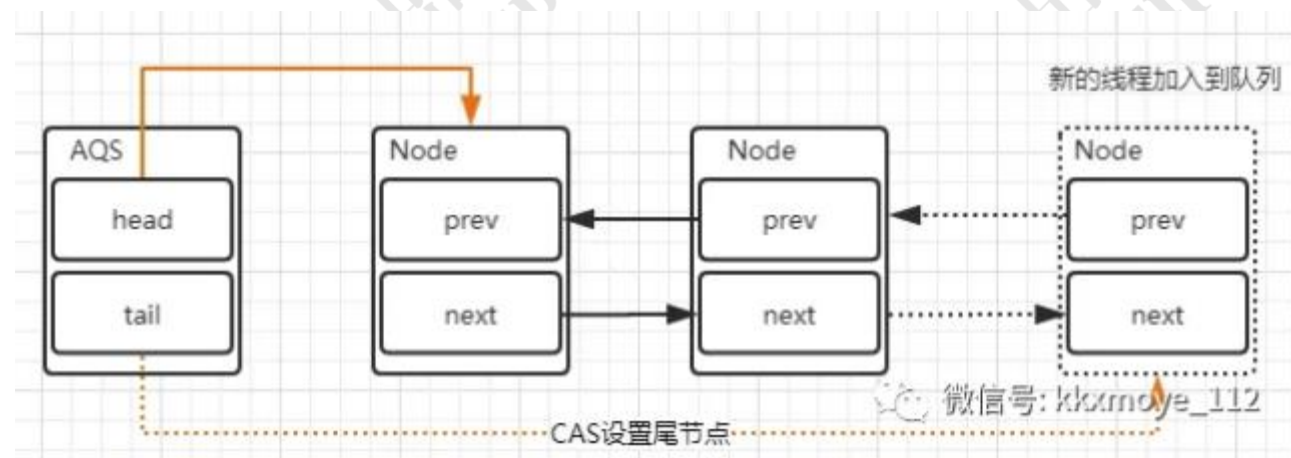 新的线程加入到队列
AQS
Node
Node
Node
head
prev
prev
prev
tail
next
next
next
微信号: kkxmoye_112
CAS设置尾节点